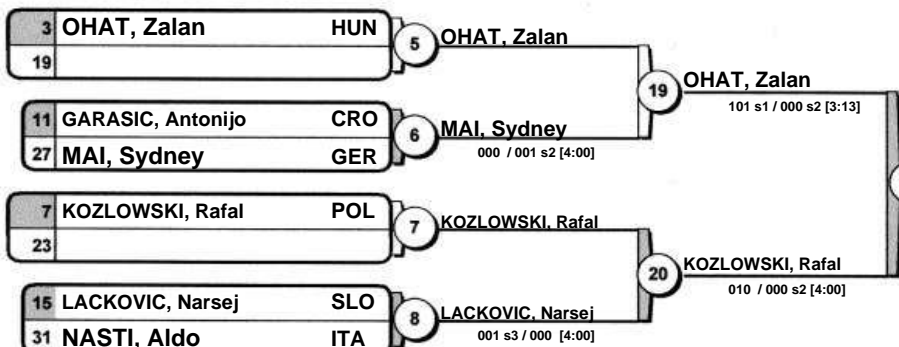 3 OHAT, Zalan HUN
19
5
OHAT, Zalan
11 GARASIC, Antonijo CRO
27 MAI, Sydney GER
6
MAI, Sydney
000 / 001 s2 [4:00]
19
OHAT, Zalan
101 s1 / 000 s2 [3:13]
7 KOZLOWSKI, Rafal POL
23
7
KOZLOWSKI, Rafal
15 LACKOVIC, Narsej SLO
31 NASTI, Aldo ITA
8
LACKOVIC, Narsej
001 s3 / 000 [4:00]
20
KOZLOWSKI, Rafal
010 / 000 s2 [4:00]